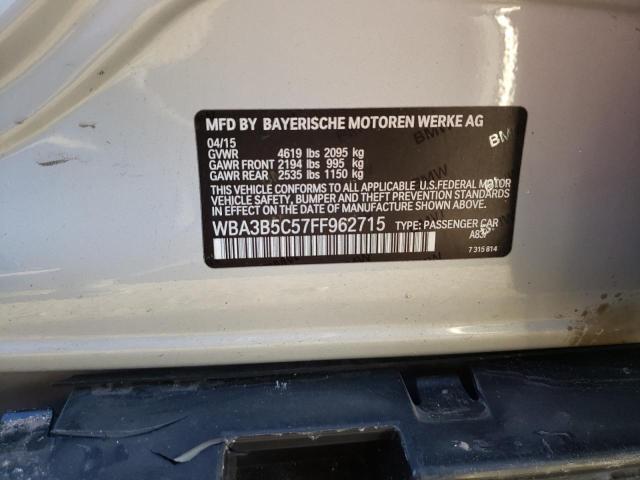 MFD BY BAYERISCHE MOTOREN WERKE AG
04/15
GVWR 4619 lbs 2095 kg
GAWR FRONT 2194 lbs 995 kg
GAWR REAR 2535 lbs 1150 kg
THIS VEHICLE CONFORMS TO ALL APPLICABLE U.S. FEDERAL MOTOR
VEHICLE SAFETY, BUMPER AND THEFT PREVENTION STANDARDS
IN EFFECT ON THE DATE OF MANUFACTURE SHOWN ABOVE.
WBA3B5C57FF962715 TYPE: PASSENGER CAR
7 315 814